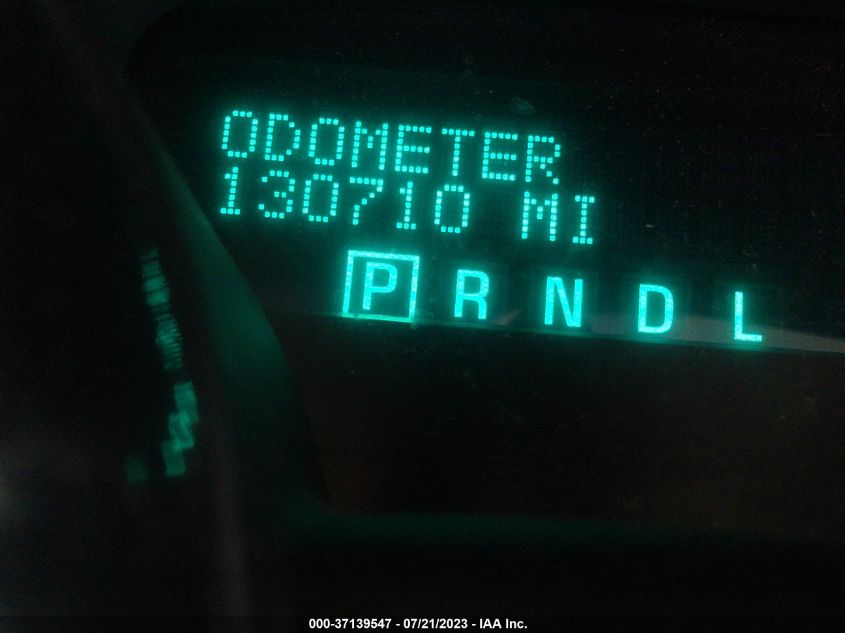 ODOMETER
130710 MI
P R N D L
000-37139547 - 07/21/2023 - IAA Inc.